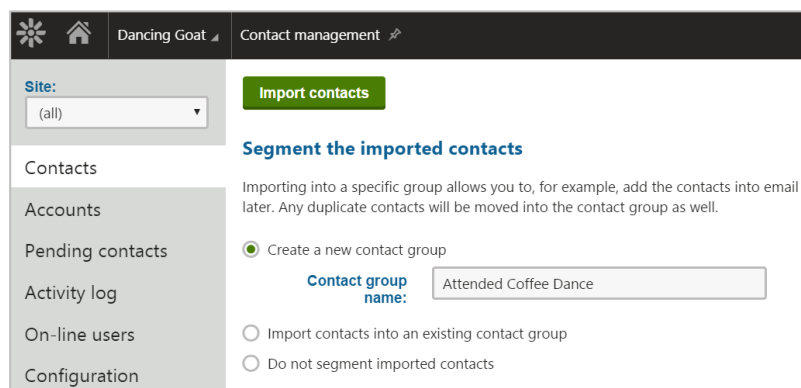 Dancing Goat
Contact management
Site:
(all)
Contacts
Accounts
Pending contacts
Activity log
On-line users
Configuration
Import contacts
Segment the imported contacts
Importing into a specific group allows you to, for example, add the contacts into email
later. Any duplicate contacts will be moved into the contact group as well.
Create a new contact group
Contact group
name:
Attended Coffee Dance
Import contacts into an existing contact group
Do not segment imported contacts